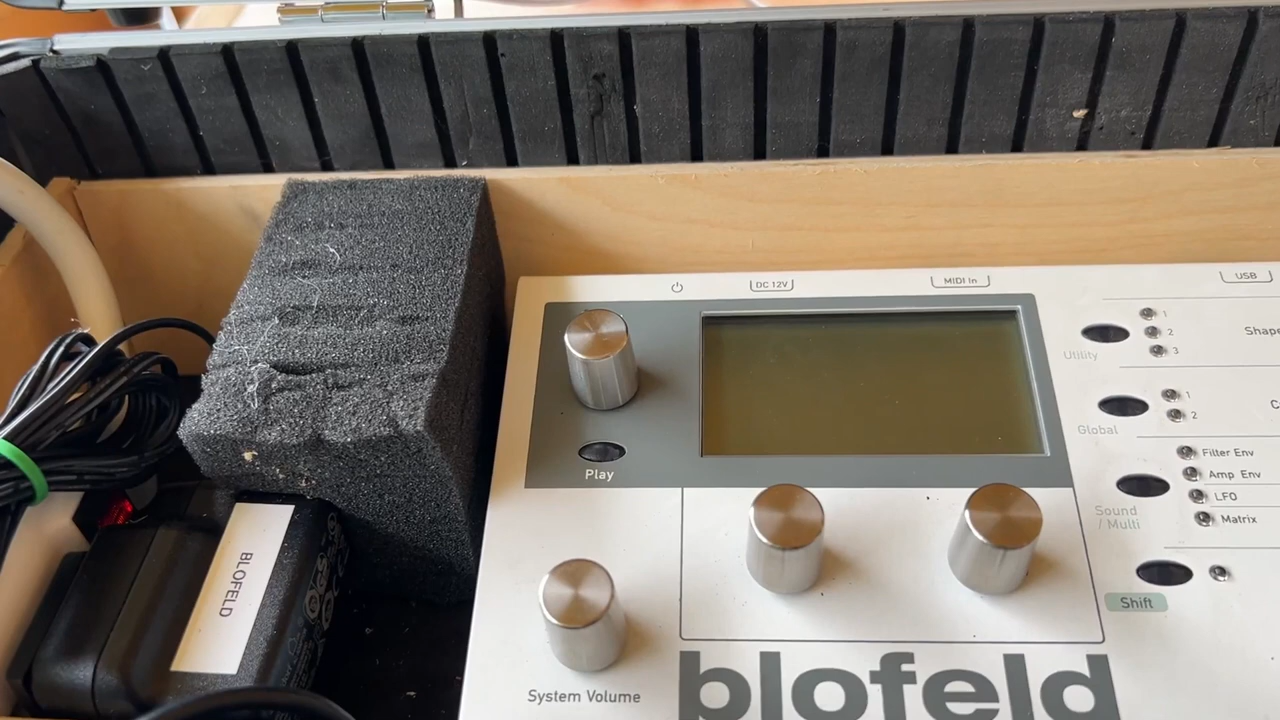 DC 12V
MIDI In
USB
1
2
3
Utility
1
2
Global
Play
Filter Env
Amp Env
Sound
/ Multi
LFO
Matrix
Shift
BLOFELD
System Volume
blofeld